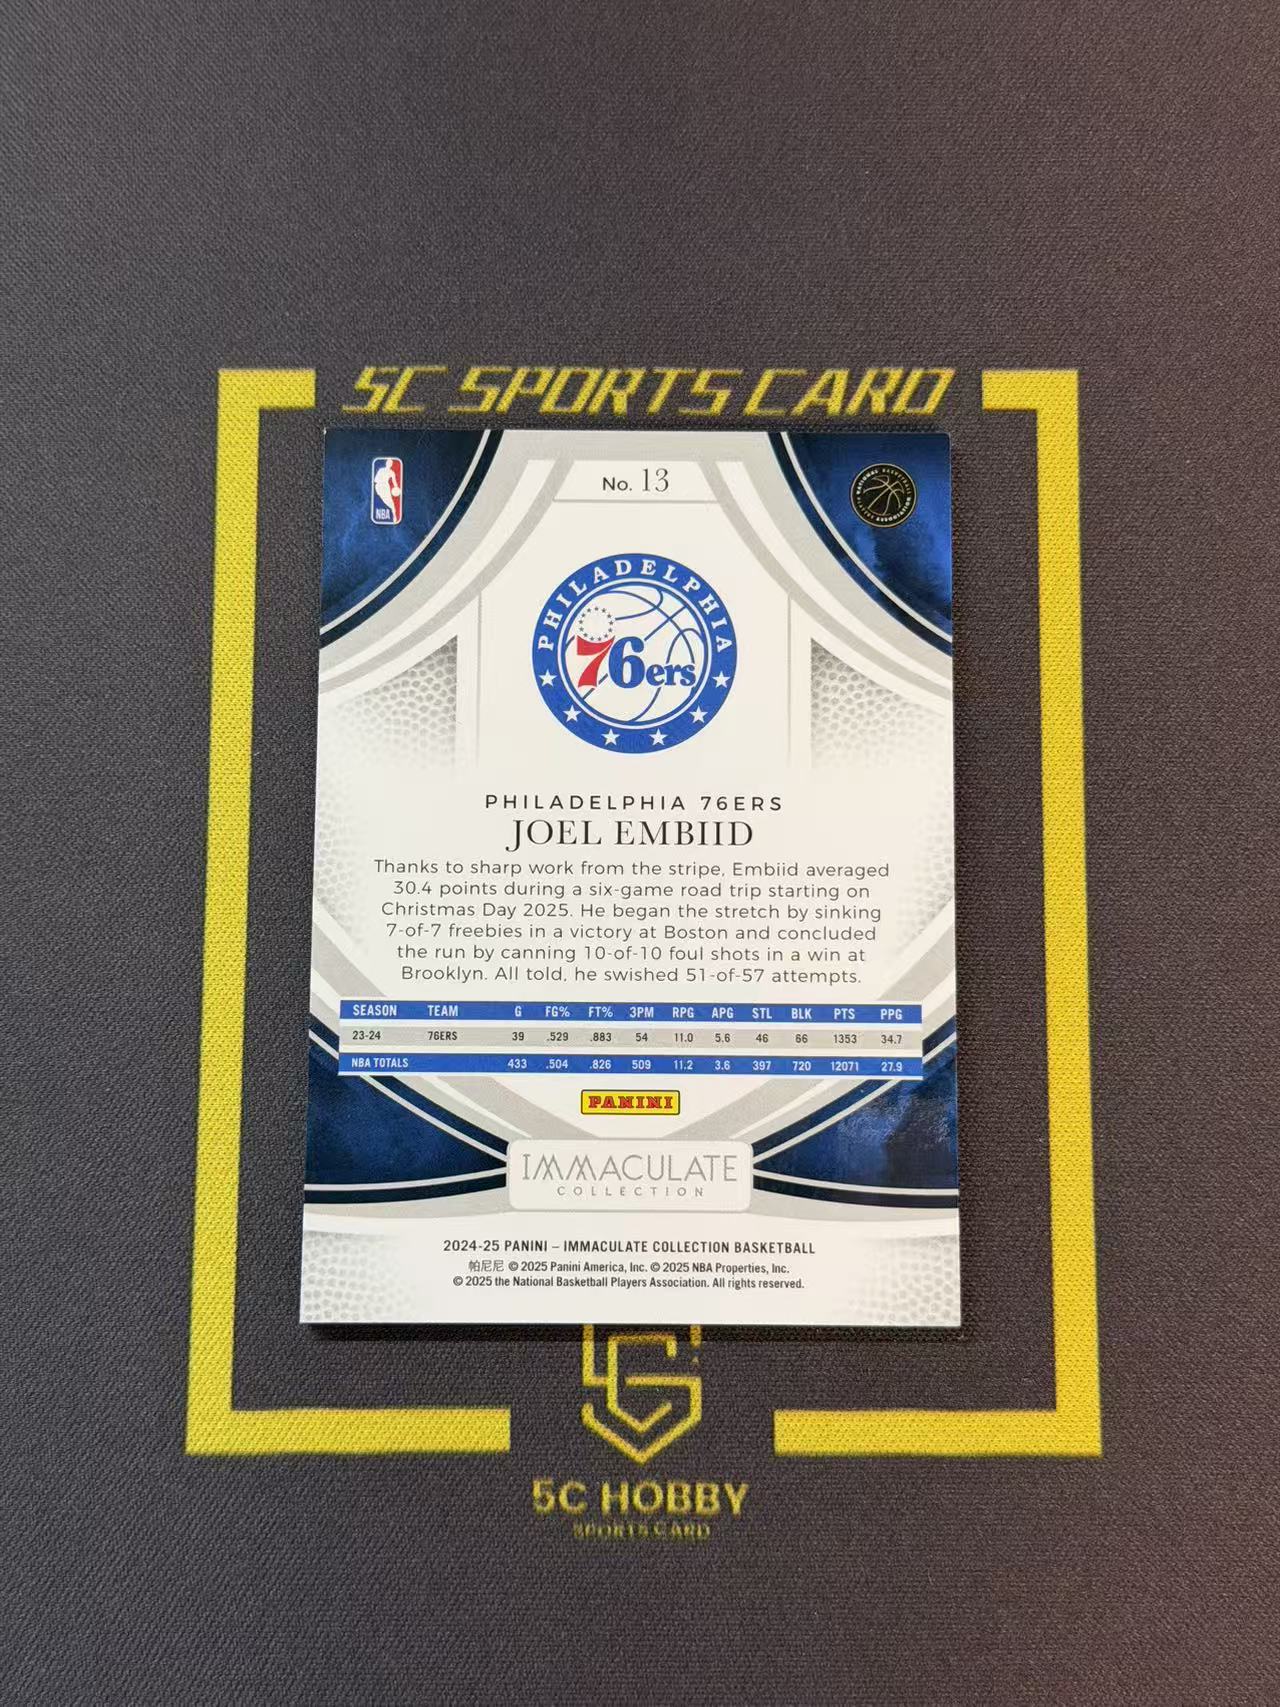 5C SPORTS CARD
NBA
No. 13
NATIONAL BASKETBALL
PLAYERS ASSOCIATION
PHILADELPHIA
76ers
PHILADELPHIA 76ERS
JOEL EMBIID
Thanks to sharp work from the stripe, Embiid averaged
30.4 points during a six-game road trip starting on
Christmas Day 2025. He began the stretch by sinking
7-of-7 freebies in a victory at Boston and concluded
the run by canning 10-of-10 foul shots in a win at
Brooklyn. All told, he swished 51-of-57 attempts.
SEASON TEAM G FG% FT% 3PM RPG APG STL BLK PTS PPG
23-24 76ERS 39 .529 .883 54 11.0 5.6 46 66 1353 34.7
NBA TOTALS 433 .504 .826 509 11.2 3.6 397 720 12071 27.9
PANINI
IMMACULATE
COLLECTION
2024-25 PANINI – IMMACULATE COLLECTION BASKETBALL
帕尼尼 © 2025 Panini America, Inc. © 2025 NBA Properties, Inc.
© 2025 the National Basketball Players Association. All rights reserved.
5C HOBBY
SPORTS CARD